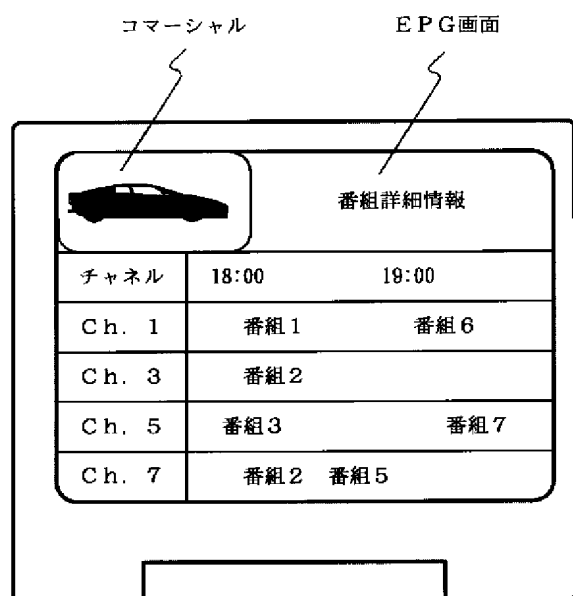 コマーシャル EPG画面
番組詳細情報
チャネル 18:00 19:00
Ch. 1 番組1 番組6
Ch. 3 番組2
Ch. 5 番組3 番組7
Ch. 7 番組2 番組5